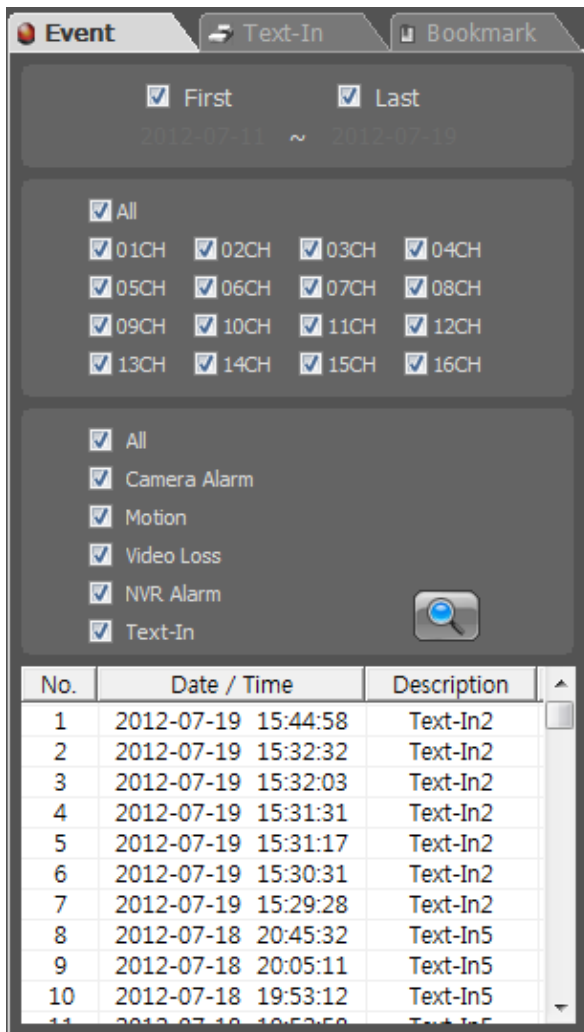 Event Text-In Bookmark
First Last
2012-07-11 ~ 2012-07-19
All
01CH 02CH 03CH 04CH
05CH 06CH 07CH 08CH
09CH 10CH 11CH 12CH
13CH 14CH 15CH 16CH
All
Camera Alarm
Motion
Video Loss
NVR Alarm
Text-In
No. Date / Time Description
1 2012-07-19 15:44:58 Text-In2
2 2012-07-19 15:32:32 Text-In2
3 2012-07-19 15:32:03 Text-In2
4 2012-07-19 15:31:31 Text-In2
5 2012-07-19 15:31:17 Text-In2
6 2012-07-19 15:30:31 Text-In2
7 2012-07-19 15:29:28 Text-In2
8 2012-07-18 20:45:32 Text-In5
9 2012-07-18 20:05:11 Text-In5
10 2012-07-18 19:53:12 Text-In5